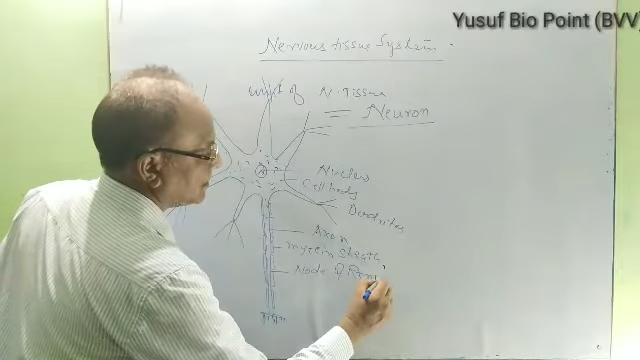 Yusuf Bio Point (BVV)
Nervous tissue System
unit of N. Tissue
= Neuron
Nucleus
Cell body
Dendrites
Axon
myelin Sheath
Node of Ranv